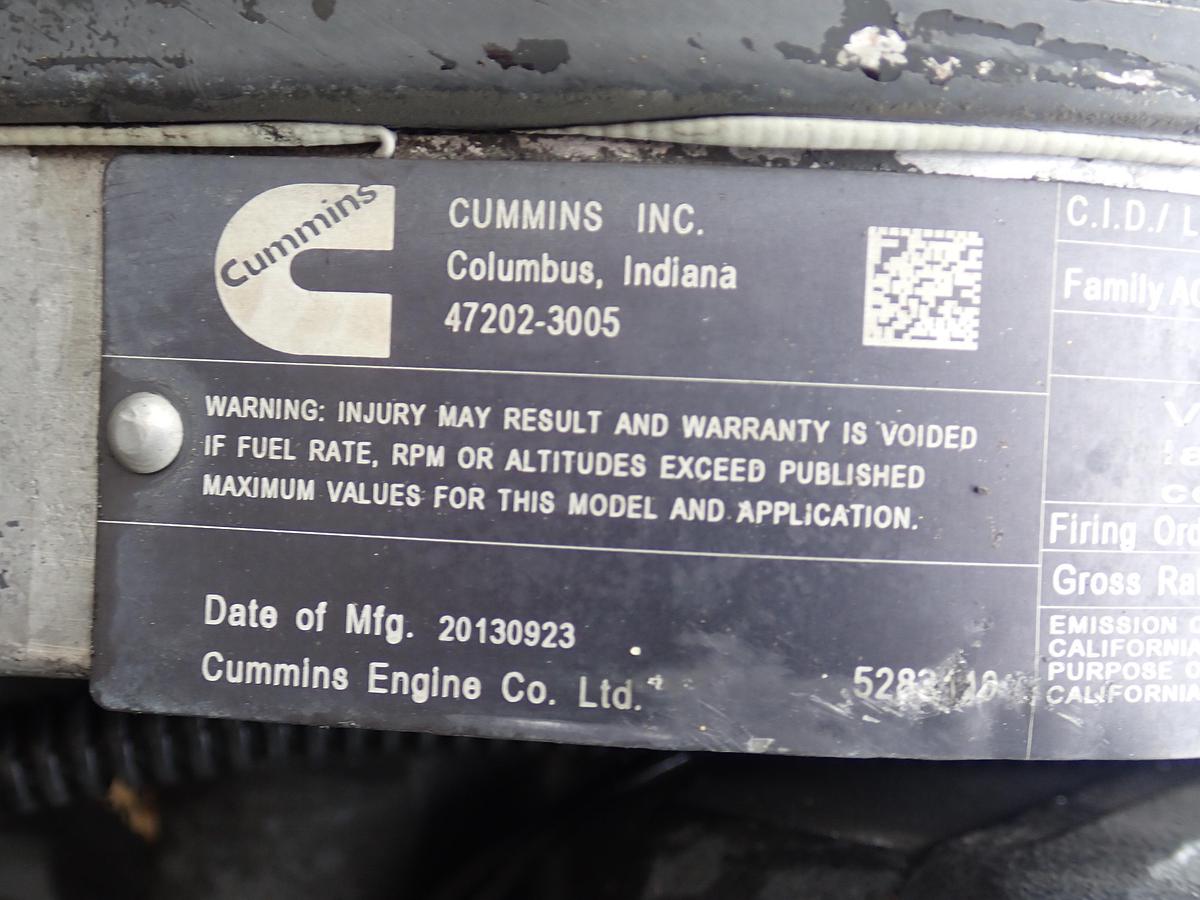 Cummins
CUMMINS INC.
Columbus, Indiana
47202-3005
WARNING: INJURY MAY RESULT AND WARRANTY IS VOIDED
IF FUEL RATE, RPM OR ALTITUDES EXCEED PUBLISHED
MAXIMUM VALUES FOR THIS MODEL AND APPLICATION.
Date of Mfg. 20130923
Cummins Engine Co. Ltd.
C.I.D./ L
Family
Firing
Gross
EMISSION
CALIFORNIA
PURPOSE
CALIFORNIA